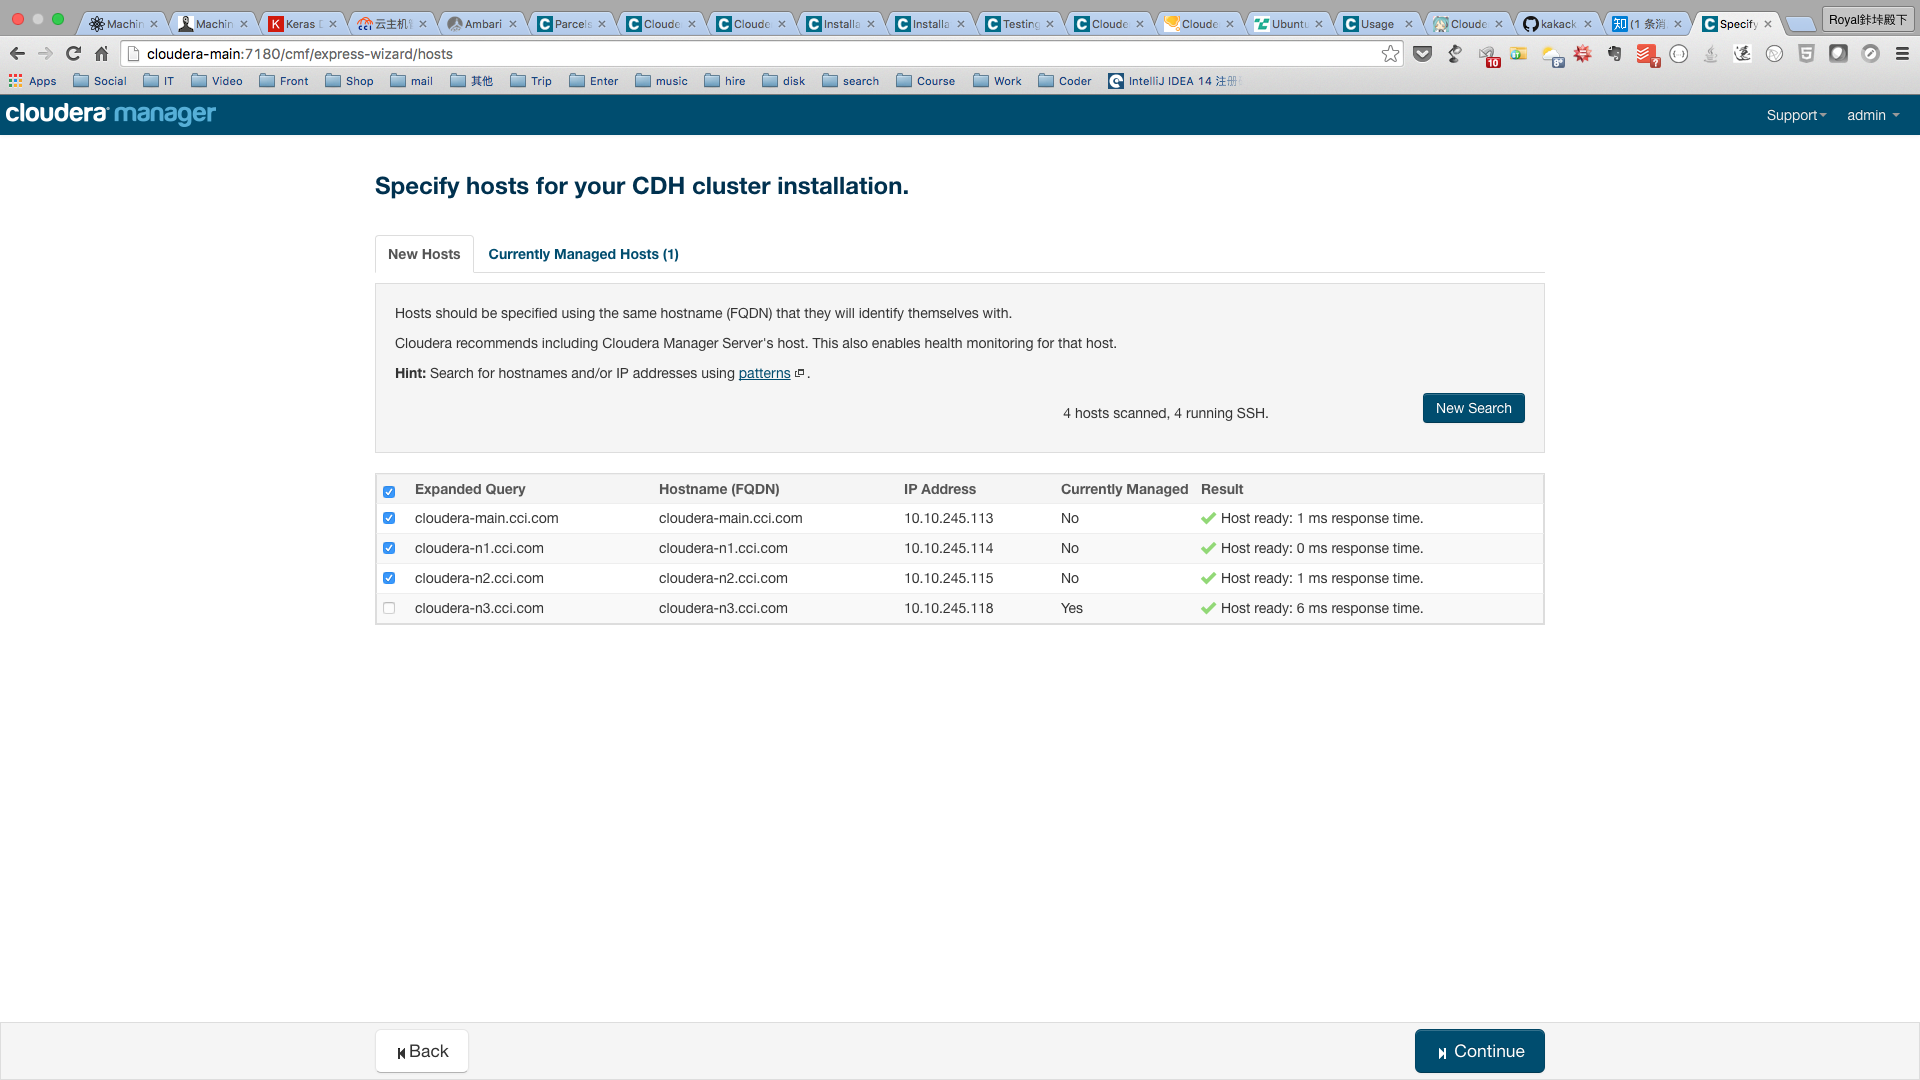 Machin
Machin
Keras
云主机
Ambari
Parcels
Cloude
Cloude
Installa
Installa
Testing
Cloude
Cloude
Ubuntu
Usage
Cloude
kakack
(1 条消
Specify
Royal
殿下
cloudera-main:7180/cmf/express-wizard/hosts
10
6°
?
Apps
Social
IT
Video
Front
Shop
mail
其他
Trip
Enter
music
hire
disk
search
Course
Work
Coder
IntelliJ IDEA 14 注册
cloudera manager
Support
admin
Specify hosts for your CDH cluster installation.
New Hosts
Currently Managed Hosts (1)
Hosts should be specified using the same hostname (FQDN) that they will identify themselves with.
Cloudera recommends including Cloudera Manager Server's host. This also enables health monitoring for that host.
Hint: Search for hostnames and/or IP addresses using patterns .
4 hosts scanned, 4 running SSH.
New Search
Expanded Query Hostname (FQDN) IP Address Currently Managed Result
cloudera-main.cci.com cloudera-main.cci.com 10.10.245.113 No Host ready: 1 ms response time.
cloudera-n1.cci.com cloudera-n1.cci.com 10.10.245.114 No Host ready: 0 ms response time.
cloudera-n2.cci.com cloudera-n2.cci.com 10.10.245.115 No Host ready: 1 ms response time.
cloudera-n3.cci.com cloudera-n3.cci.com 10.10.245.118 Yes Host ready: 6 ms response time.
Back
Continue